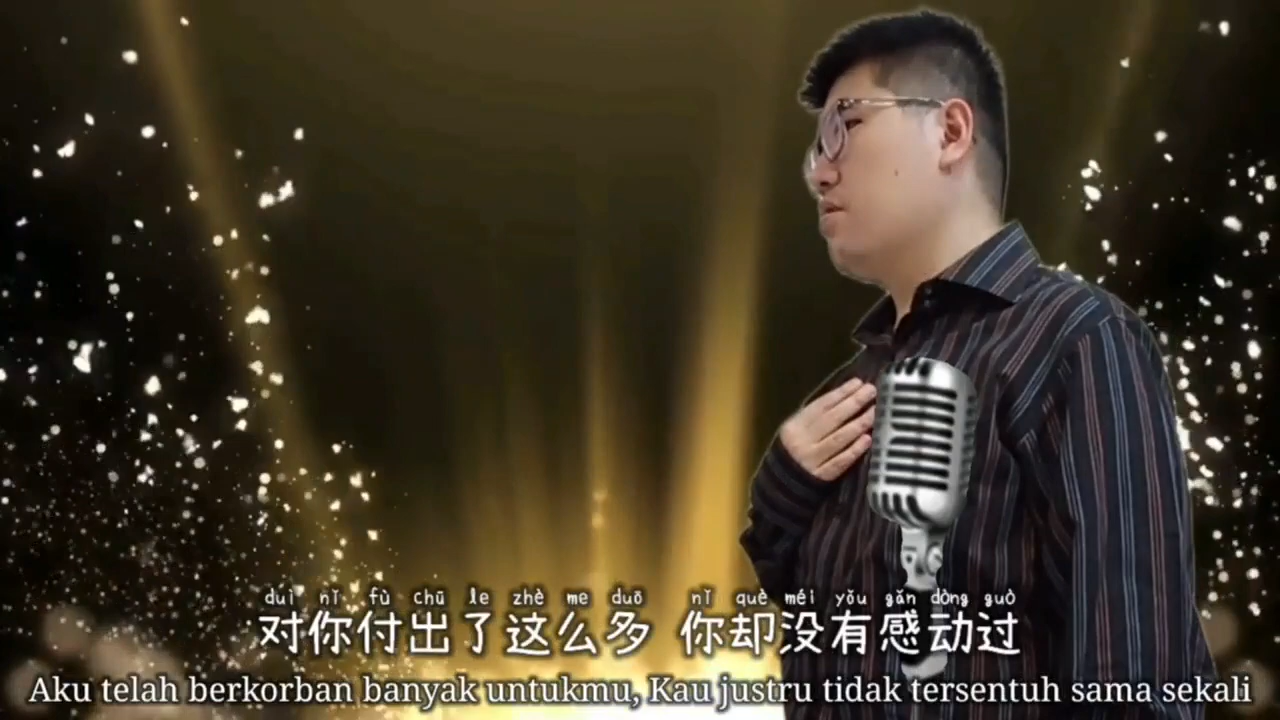 duì nǐ fù chū le zhè me duō nǐ què méi yǒu gǎn dòng guò
对你付出了这么多 你却没有感动过
Aku telah berkorban banyak untukmu, Kau justru tidak tersentuh sama sekali